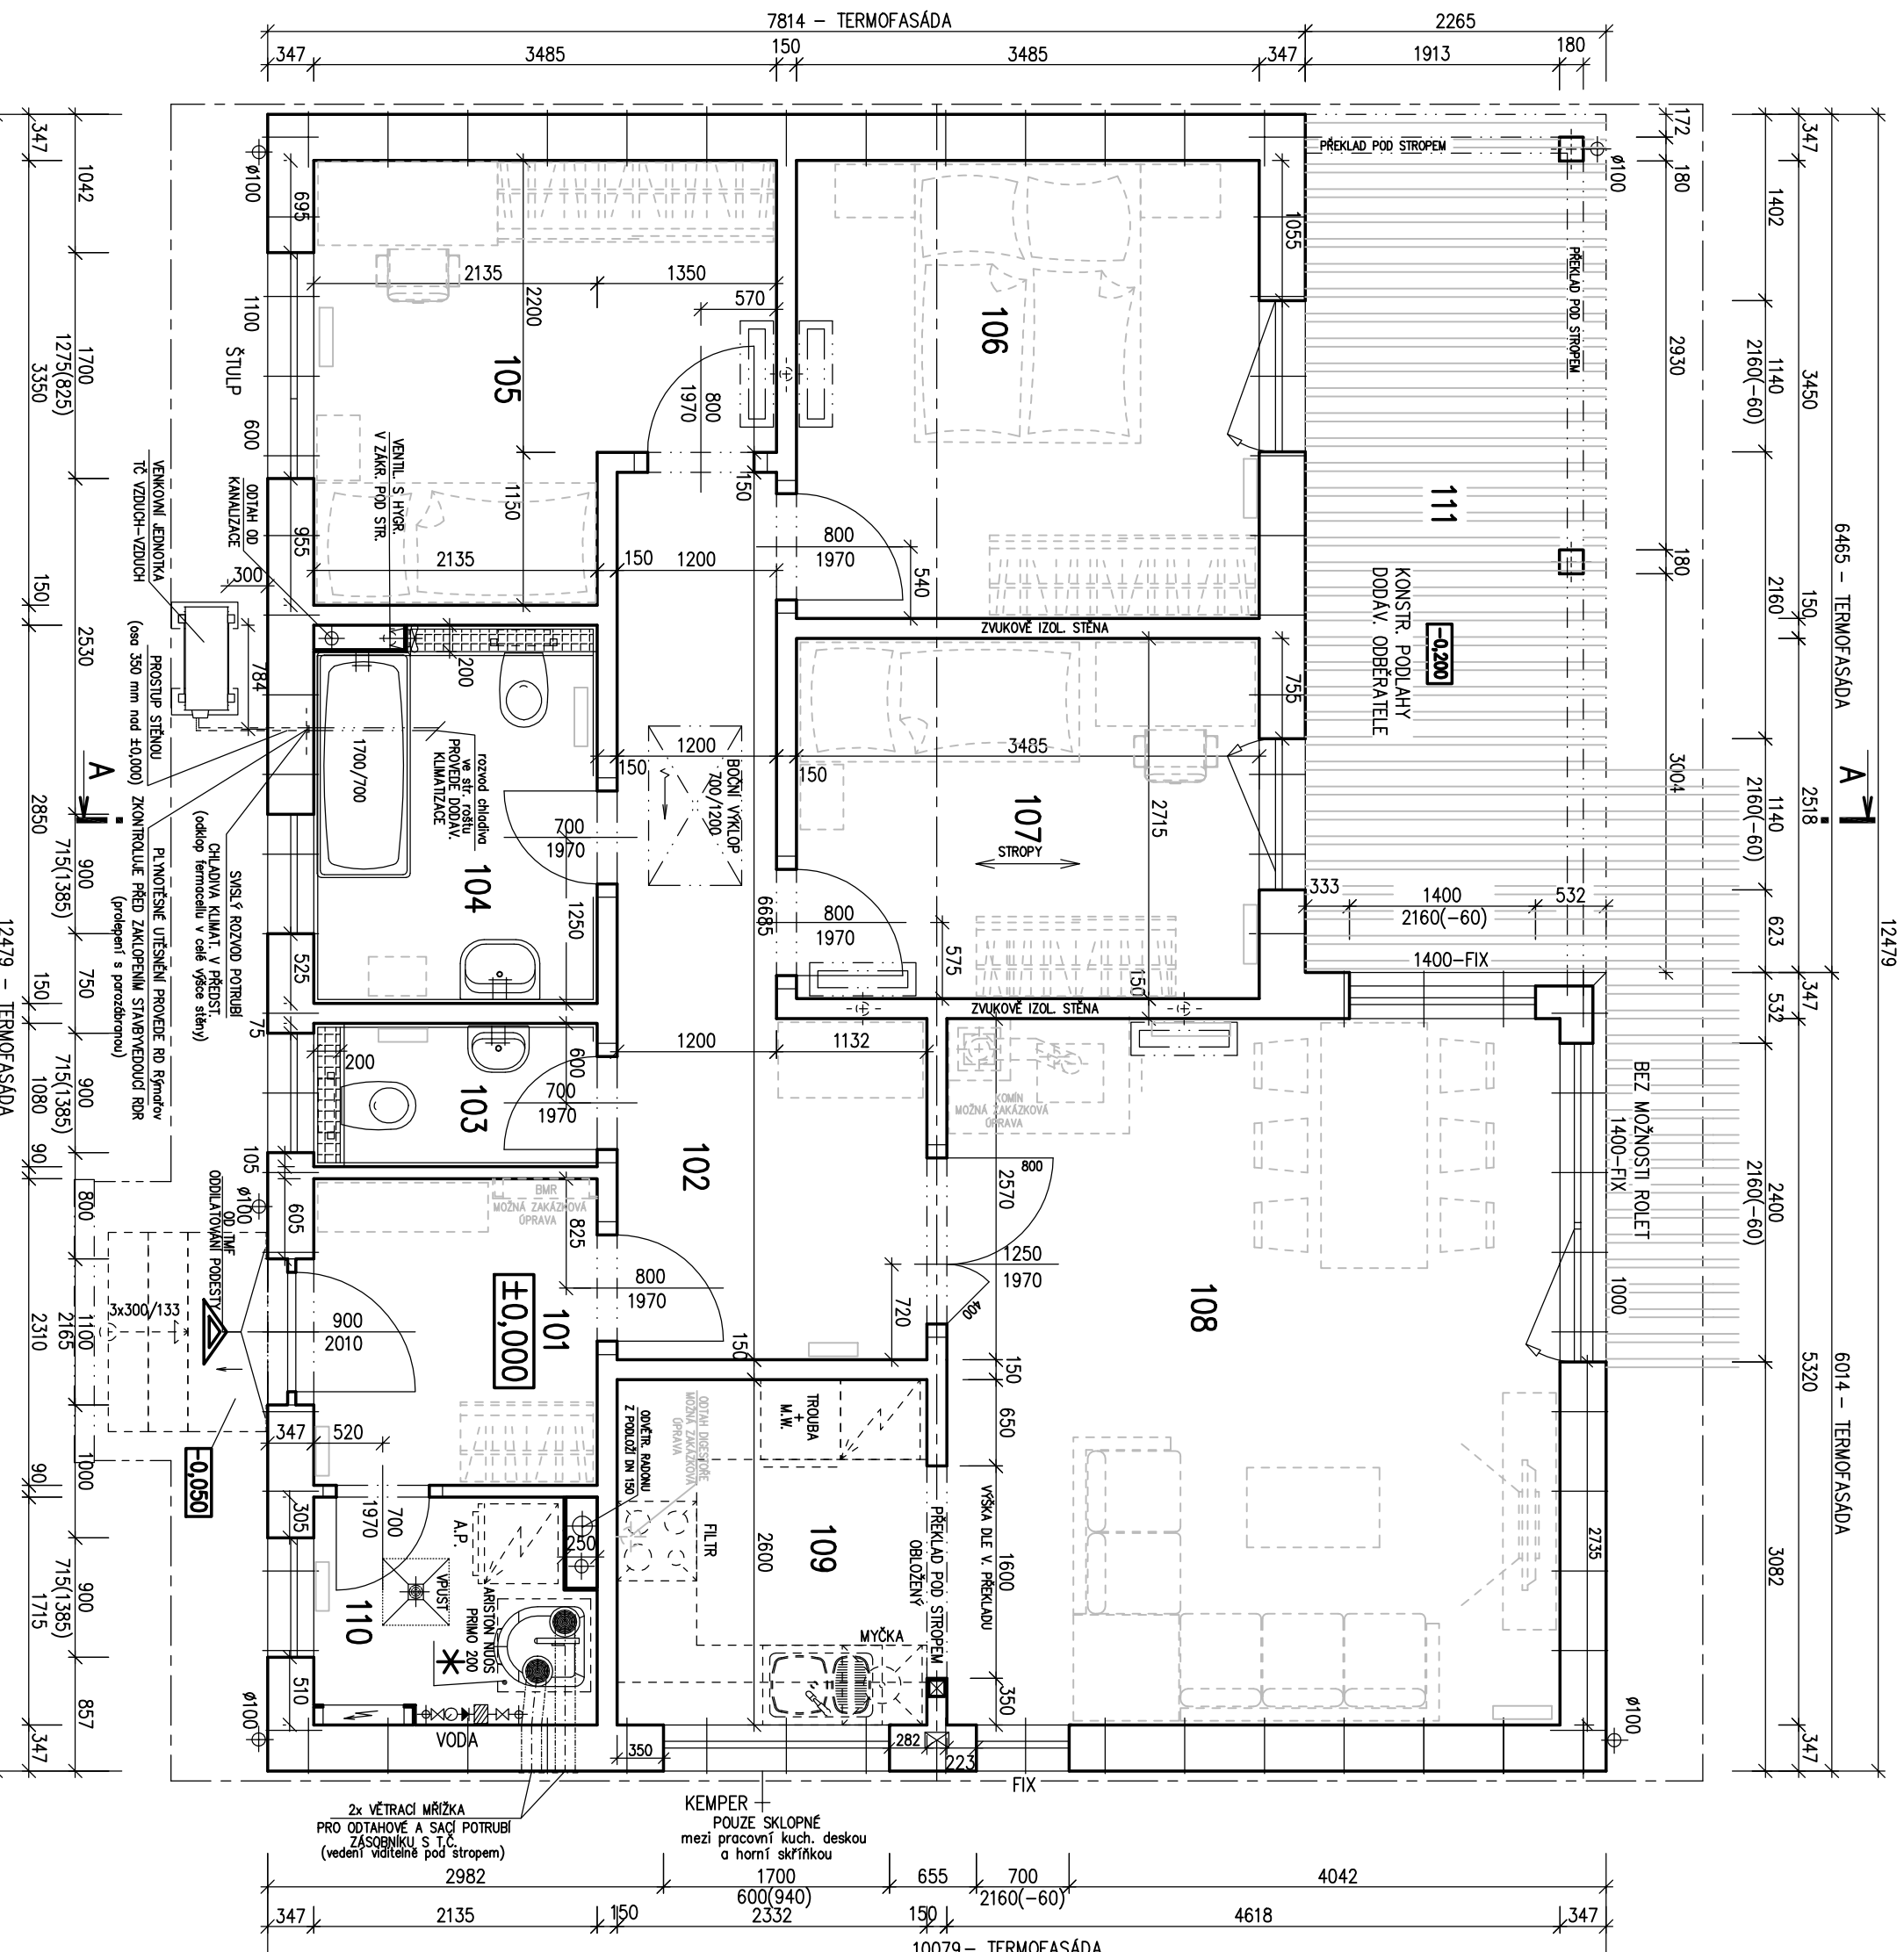 7814 – TERMOFASÁDA
2265
347
3485
150
3485
347
1913
180
12479
6465 – TERMOFASÁDA
6014 – TERMOFASÁDA
347
3450
150
2518
347
5320
347
1402
1140
2160(–60)
2160
1140
2160(–60)
623
532
2400
2160(–60)
3082
172
180
2930
180
3004
PŘEKLAD POD STROPEM
PŘEKLAD POD STROPEM
ø100
A
111
KONSTR. PODLAHY
DODÁV. ODBĚRATELE
-0,200
333
1400
2160(–60)
532
1400–FIX
BEZ MOŽNOSTI ROLET
1400–FIX
1000
ø100
695
1100
ŠTULP
600
955
2135
1350
2200
570
105
800
1970
150
1150
2135
150
1200
VENTIL. S HYGR.
V ZÁKR. POD STR.
ODTAH OD
KANALIZACE
300
784
VENKOVNÍ JEDNOTKA
TČ VZDUCH–VZDUCH
106
1055
800
1970
540
ZVUKOVĚ IZOL. STĚNA
755
3485
2715
107
STROPY
150
800
1970
575
150
ZVUKOVĚ IZOL. STĚNA
200
1700/700
rozvod chladiva
ve str. roštu
PROVEDE DODAV.
KLIMATIZACE
1200
150
BOČNÍ VÝKLOP
700/1200
700
1970
104
1250
6685
525
75
PROSTUP STĚNOU
(osa 350 mm nad ±0,000)
SVISLÝ ROZVOD POTRUBÍ
CHLADIVA KLIMAT. V PŘEDST.
(odklop fermacellu v celé výšce stěny)
PLYNOTĚSNÉ UTĚSNĚNÍ PROVEDE RD Rýmařov
ZKONTROLUJE PŘED ZAKLOPENÍM STAVBYVEDOUCÍ RDR
(prolepení s parozábranou)
A
200
600
700
1970
103
105
1200
1132
102
KOMÍN
MOŽNÁ ZAKÁZKOVÁ
ÚPRAVA
800
2570
1250
1970
400
720
108
2735
BMR
MOŽNÁ ZAKÁZKOVÁ
ÚPRAVA
825
605
800
1970
101
±0,000
900
2010
3x300/133
ODDILATOVÁNÍ PODESTY
OD TMF
ø100
-0,050
347
520
150
150
650
1600
350
VÝŠKA DLE V. PŘEKLADU
PŘEKLAD POD STROPEM
OBLOŽENÝ
TROUBA
+
M.W.
109
2600
FILTR
MYČKA
ODTAH DIGESTOŘE
MOŽNÁ ZAKÁZKOVÁ
ÚPRAVA
ODVĚTR. RADONU
Z PODLOŽÍ DN 150
250
700
1970
305
A.P.
VPUST
ARISTON NUOS
PRIMO 200
110
510
VODA
ø100
350
282
223
FIX
ø100
KEMPER
POUZE SKLOPNÉ
mezi pracovní kuch. deskou
a horní skříňkou
2x VĚTRACÍ MŘÍŽKA
PRO ODTAHOVÉ A SACÍ POTRUBÍ
ZÁSOBNÍKU S T.Č.
(vedení viditelné pod stropem)
2982
1700
600(940)
655
700
2160(–60)
4042
347
2135
150
2332
150
4618
347
10079 – TERMOFASÁDA
1042
1700
1275(825)
2530
900
715(1385)
750
900
715(1385)
800
1100
2165
1000
900
715(1385)
857
347
3350
150
2850
150
1080
90
2310
90
1715
347
12479 – TERMOFASÁDA
ø100